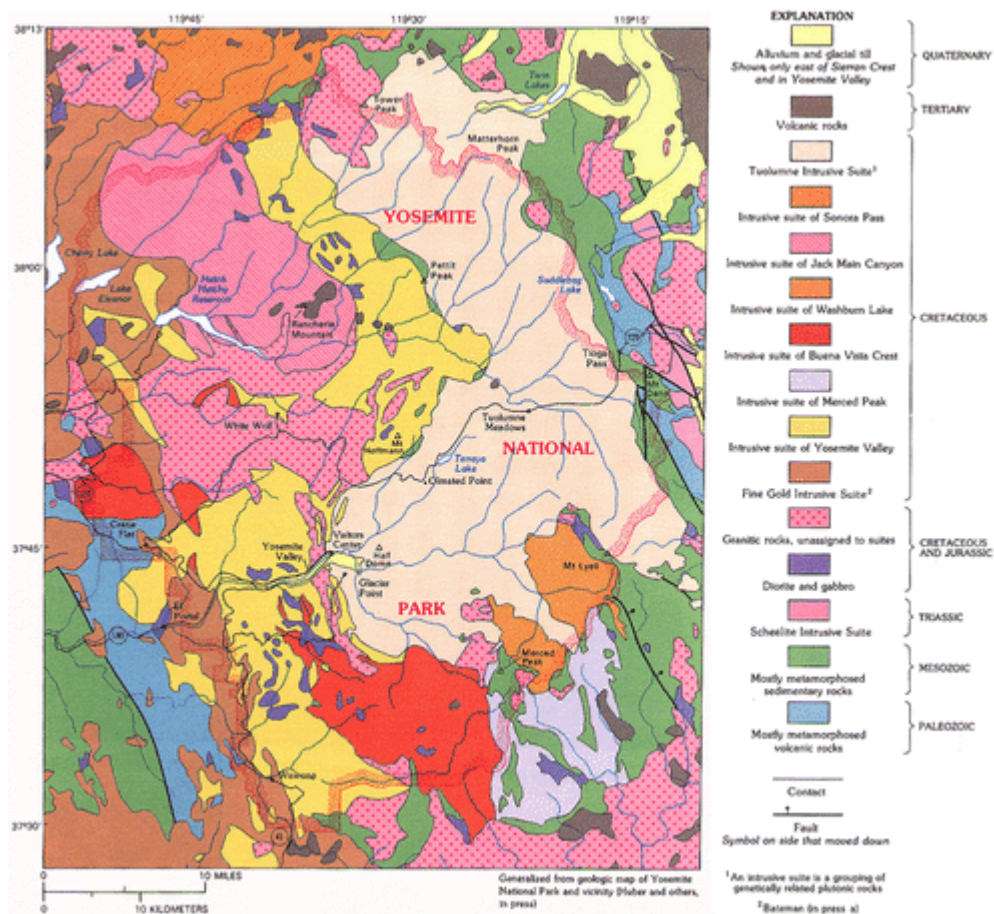 119°45'
119°30'
119°15'
38°13'
38°00'
37°45'
37°30'
Twin
Lakes
Tower
Peak
Matterhorn
Peak
YOSEMITE
Cherry Lake
Lake
Eleanor
Hetch
Hetchy
Reservoir
Pettit
Peak
Saddlebag
Lake
Rancheria
Mountain
Tioga
Pass
Mt
Dana
White Wolf
Tuolumne
Meadows
Mt
Hoffmann
NATIONAL
Tenaya
Lake
Olmsted Point
Crane
Flat
Visitors
Center
Yosemite
Valley
Half
Dome
Glacier
Point
Mt Lyell
El
Portal
PARK
Merced
Peak
Wawona
41
0
10 MILES
0
10 KILOMETERS
Generalized from geologic map of Yosemite
National Park and vicinity (Huber and others,
in press)
EXPLANATION
Alluvium and glacial till
Shown only east of Sierran Crest
and in Yosemite Valley
QUATERNARY
Volcanic rocks
TERTIARY
Tuolumne Intrusive Suite¹
Intrusive suite of Sonora Pass
Intrusive suite of Jack Main Canyon
Intrusive suite of Washburn Lake
CRETACEOUS
Intrusive suite of Buena Vista Crest
Intrusive suite of Merced Peak
Intrusive suite of Yosemite Valley
Fine Gold Intrusive Suite²
Granitic rocks, unassigned to suites
CRETACEOUS
AND JURASSIC
Diorite and gabbro
Scheelite Intrusive Suite
TRIASSIC
Mostly metamorphosed
sedimentary rocks
MESOZOIC
Mostly metamorphosed
volcanic rocks
PALEOZOIC
Contact
Fault
Symbol on side that moved down
¹An intrusive suite is a grouping of
genetically related plutonic rocks
²Bateman (in press a)